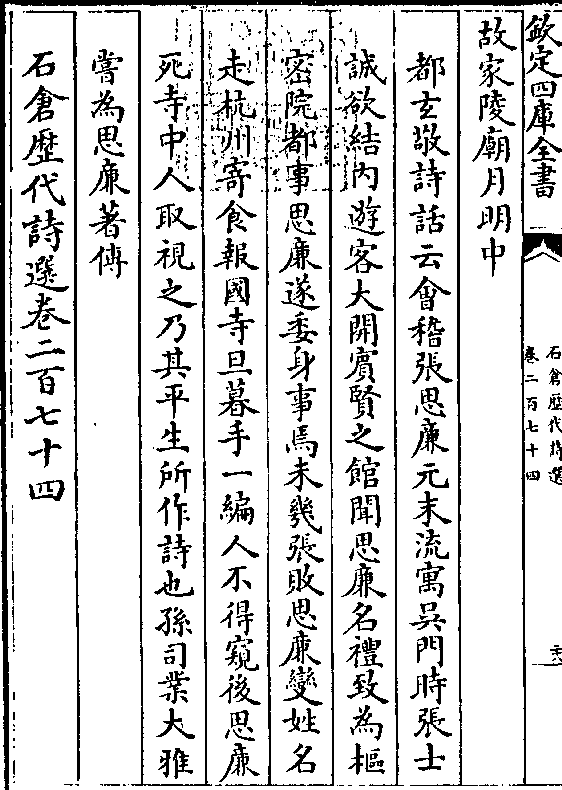 欽定四庫全書
石倉歷代詩選
卷二百七十四
故家陵廟月明中
都玄敬詩話云會稽張思廉元末流寓吳門時張士
誠欲結內遊客大開賓賢之館聞思廉名禮致為樞
密院都事思廉遂委身事焉未幾張敗思廉變姓名
走杭州寄食報國寺旦暮手一編人不得窺後思廉
死寺中人取視之乃其平生所作詩也孫司業大雅
嘗為思廉著傳
石倉歷代詩選卷二百七十四